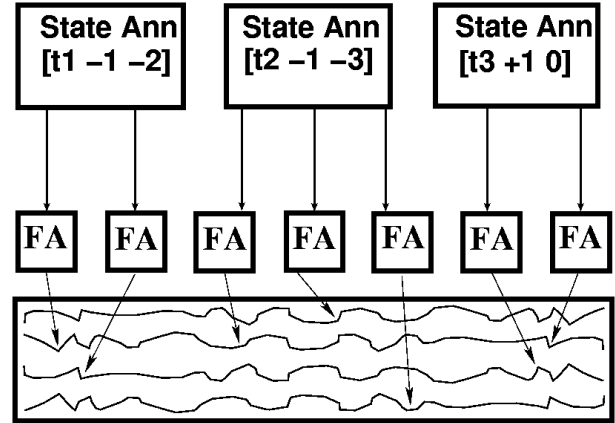 State Ann
[t1 −1 −2]
State Ann
[t2 −1 −3]
State Ann
[t3 +1 0]
FA
FA
FA
FA
FA
FA
FA